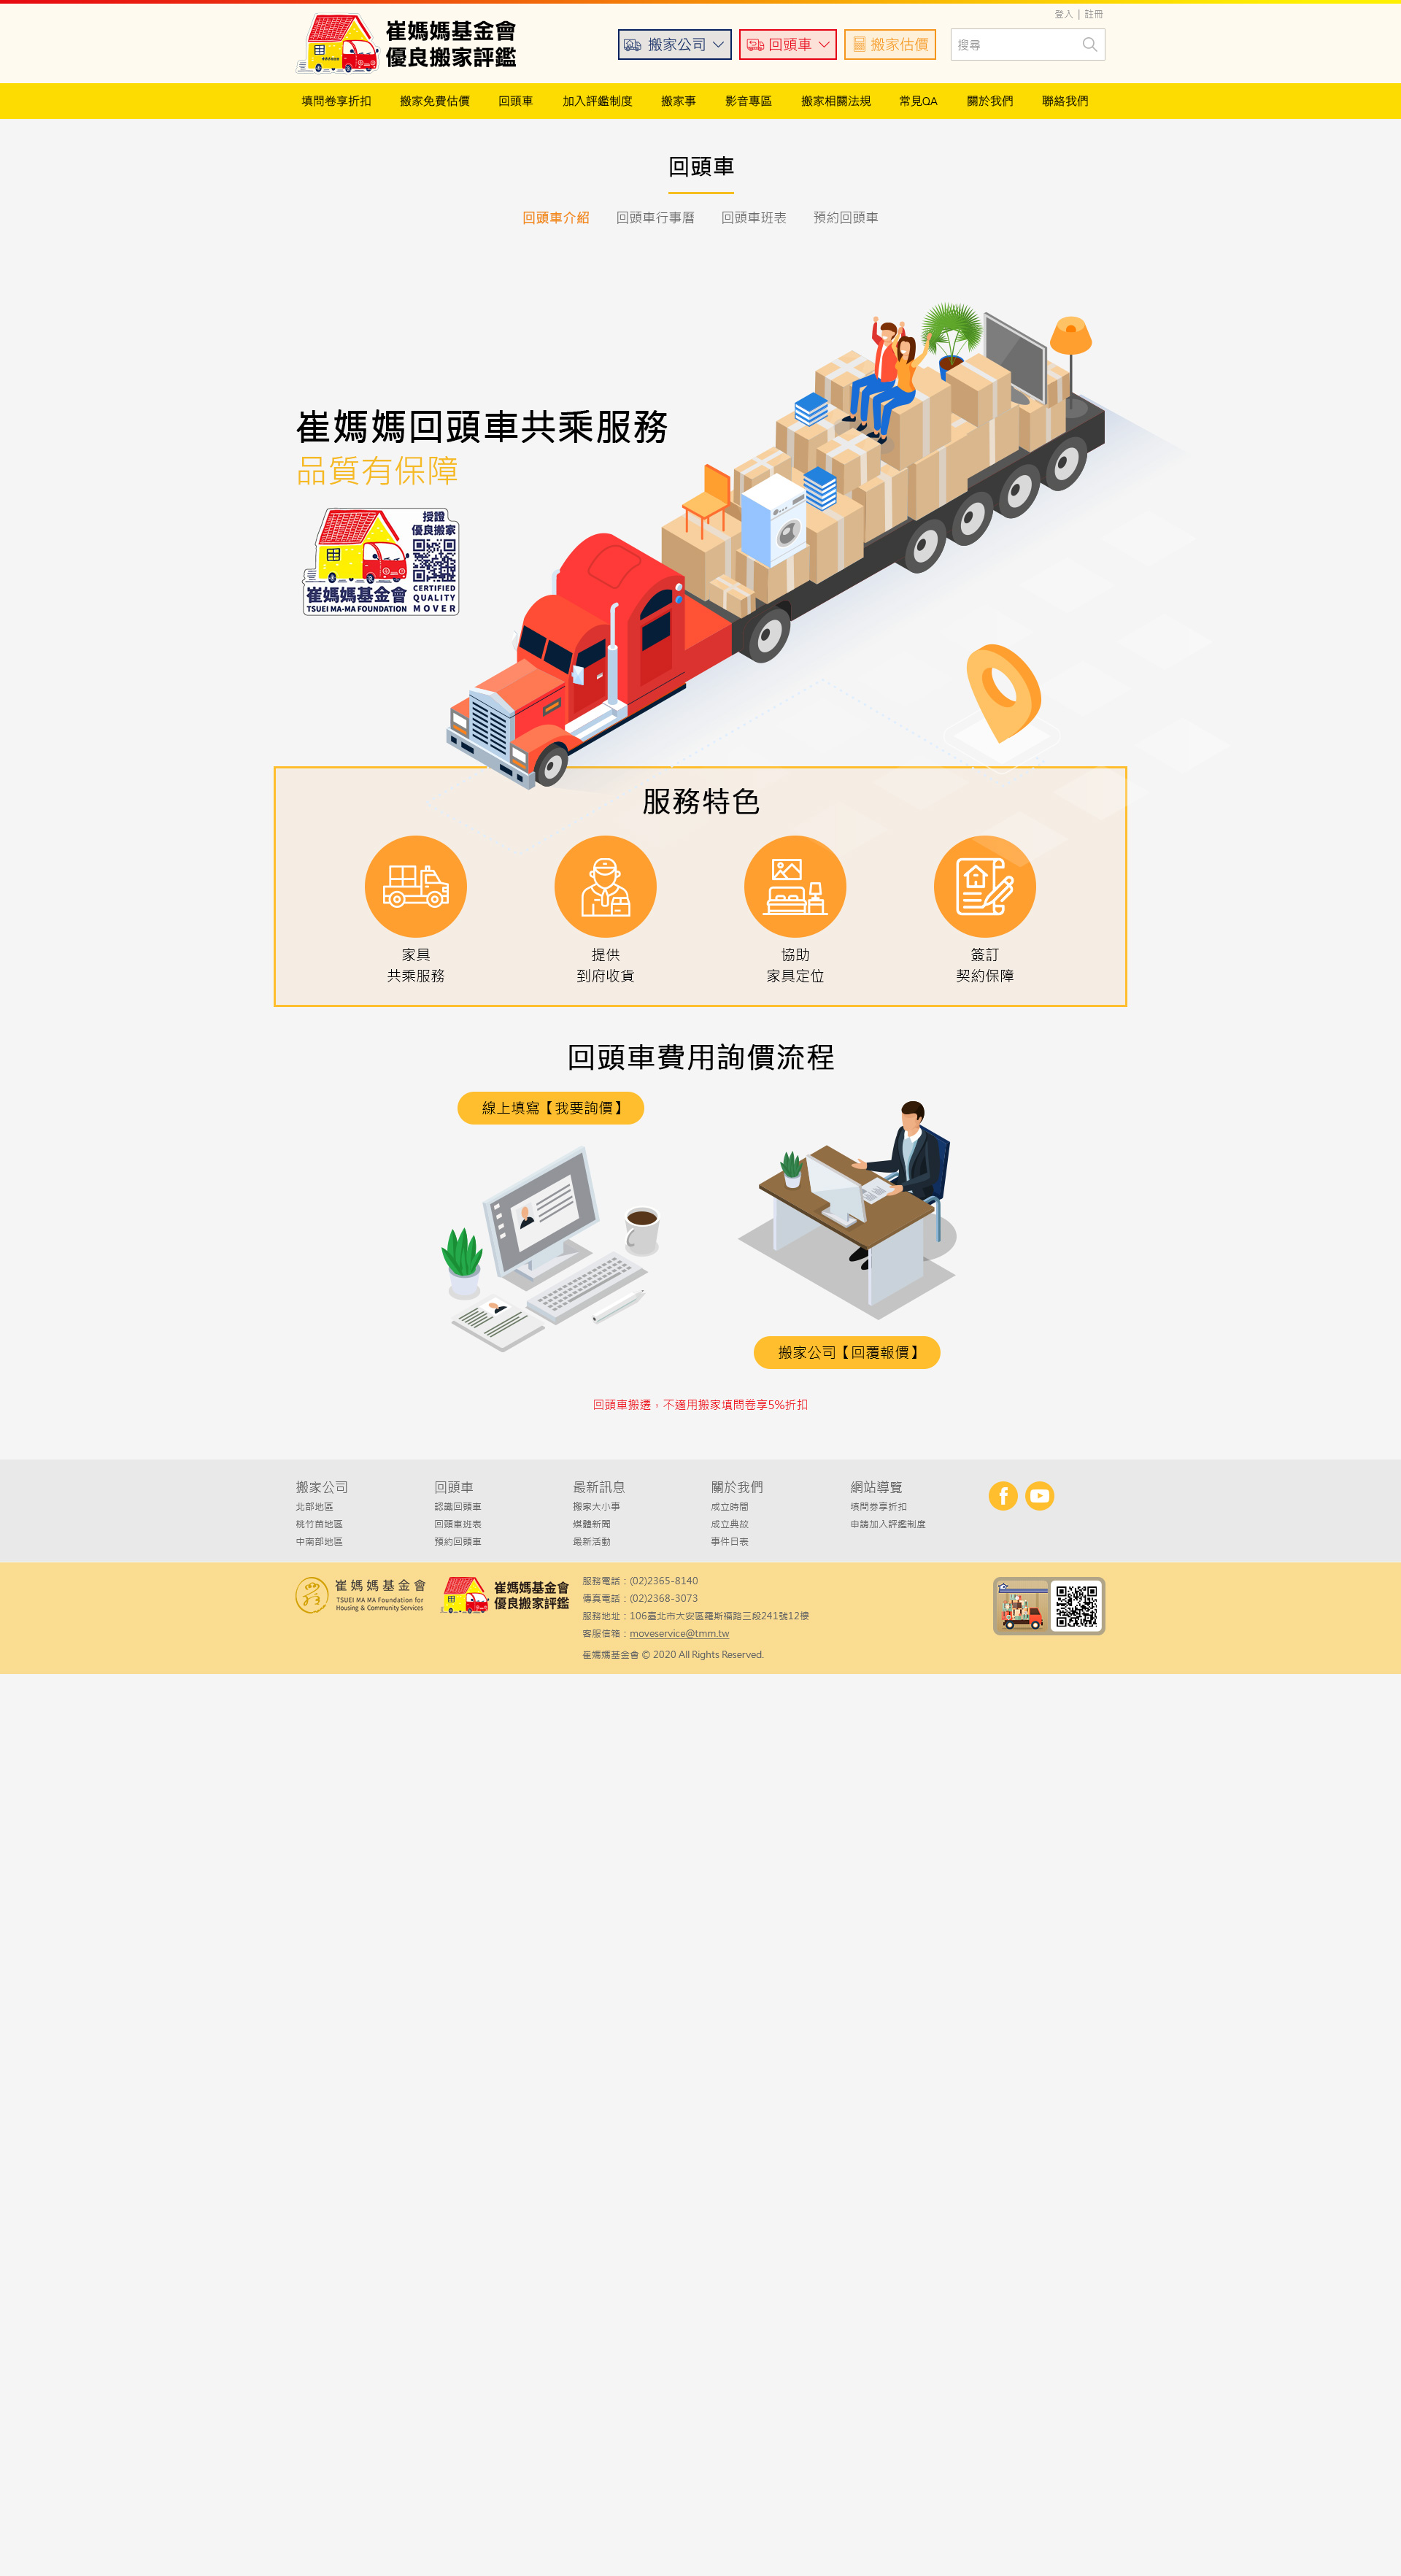 登入 | 註冊
崔媽媽基金會
優良搬家評鑑
搬家公司
回頭車
搬家估價
搜尋
填問卷享折扣
搬家免費估價
回頭車
加入評鑑制度
搬家事
影音專區
搬家相關法規
常見QA
關於我們
聯絡我們
回頭車
回頭車介紹
回頭車行事曆
回頭車班表
預約回頭車
崔媽媽回頭車共乘服務
品質有保障
授證
優良搬家
崔媽媽基金會
TSUEI MA-MA FOUNDATION
CERTIFIED
QUALITY
MOVER
服務特色
家具
共乘服務
提供
到府收貨
協助
家具定位
簽訂
契約保障
回頭車費用詢價流程
線上填寫【我要詢價】
搬家公司【回覆報價】
回頭車搬遷，不適用搬家填問卷享5%折扣
搬家公司
北部地區
桃竹苗地區
中南部地區
回頭車
認識回頭車
回頭車班表
預約回頭車
最新訊息
搬家大小事
媒體新聞
最新活動
關於我們
成立時間
成立典故
事件日表
網站導覽
填問券享折扣
申請加入評鑑制度
崔媽媽基金會
TSUEI MA MA Foundation for
Housing & Community Services
崔媽媽基金會
優良搬家評鑑
服務電話：(02)2365-8140
傳真電話：(02)2368-3073
服務地址：106臺北市大安區羅斯福路三段241號12樓
客服信箱：moveservice@tmm.tw
崔媽媽基金會 © 2020 All Rights Reserved.